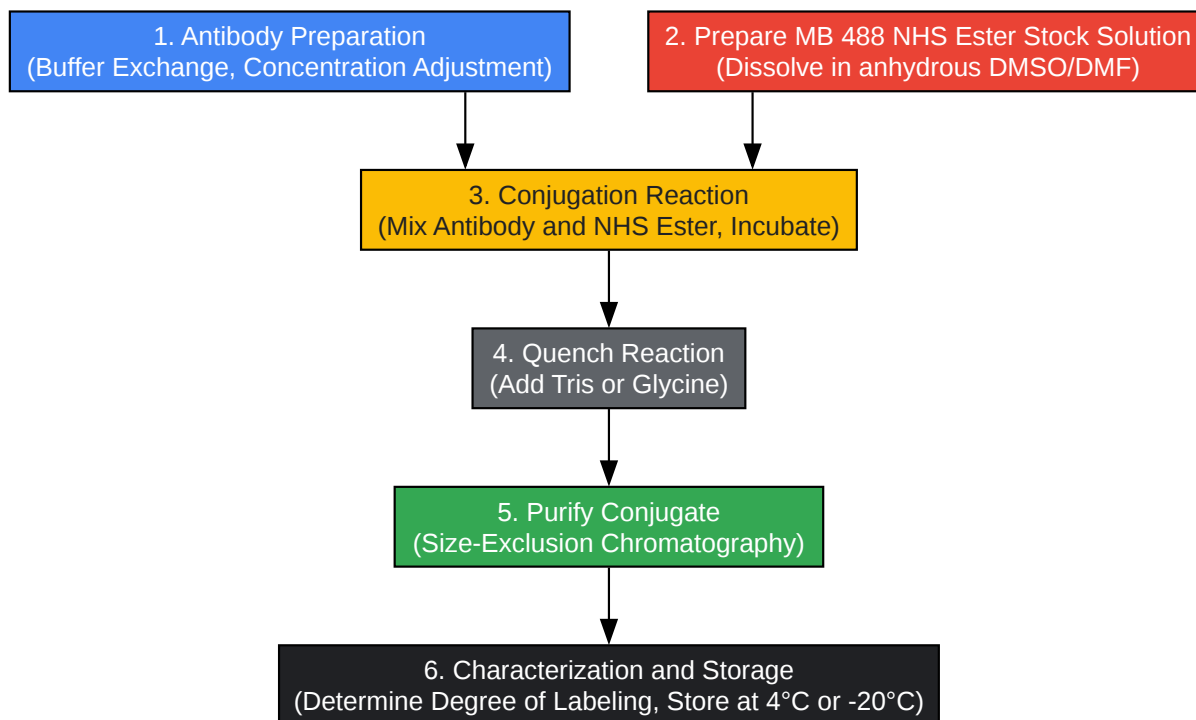 1. Antibody Preparation
(Buffer Exchange, Concentration Adjustment)
2. Prepare MB 488 NHS Ester Stock Solution
(Dissolve in anhydrous DMSO/DMF)
3. Conjugation Reaction
(Mix Antibody and NHS Ester, Incubate)
4. Quench Reaction
(Add Tris or Glycine)
5. Purify Conjugate
(Size-Exclusion Chromatography)
6. Characterization and Storage
(Determine Degree of Labeling, Store at 4°C or -20°C)